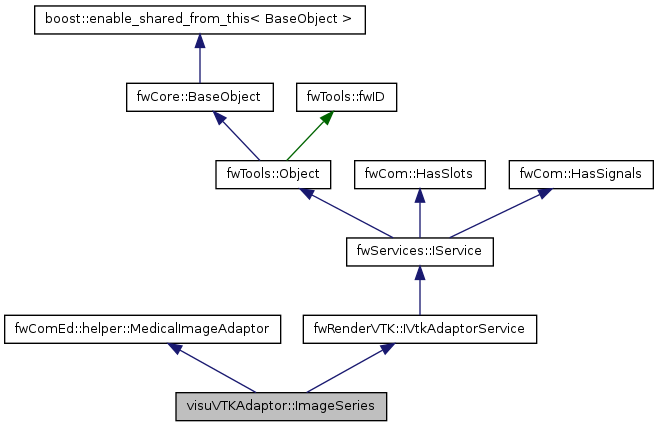 boost::enable_shared_from_this< BaseObject >
fwCore::BaseObject
fwTools::fwID
fwTools::Object
fwCom::HasSlots
fwCom::HasSignals
fwServices::IService
fwComEd::helper::MedicalImageAdaptor
fwRenderVTK::IVtkAdaptorService
visuVTKAdaptor::ImageSeries